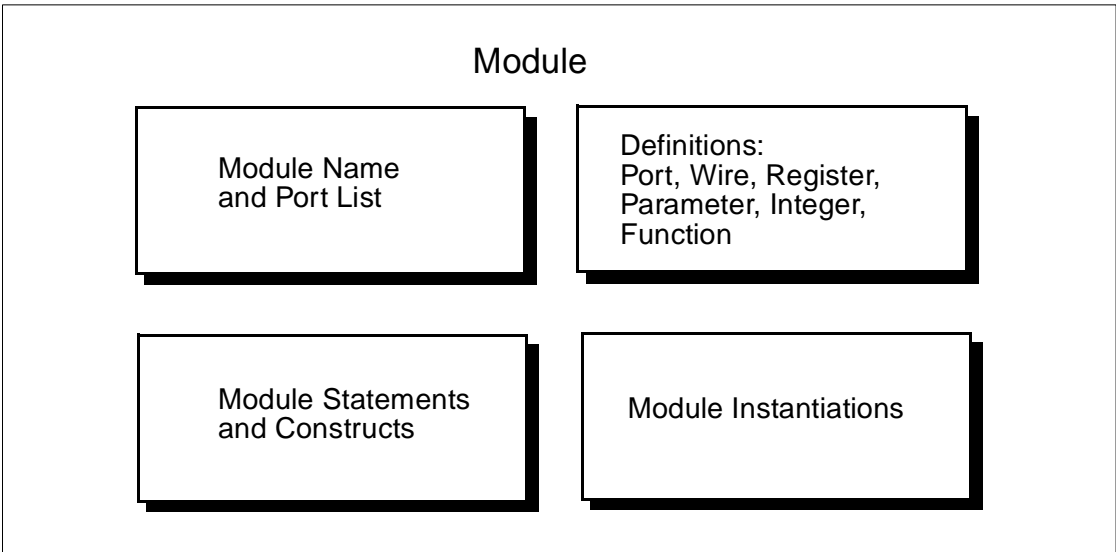 Module
Module Name
and Port List
Definitions:
Port, Wire, Register,
Parameter, Integer,
Function
Module Statements
and Constructs
Module Instantiations